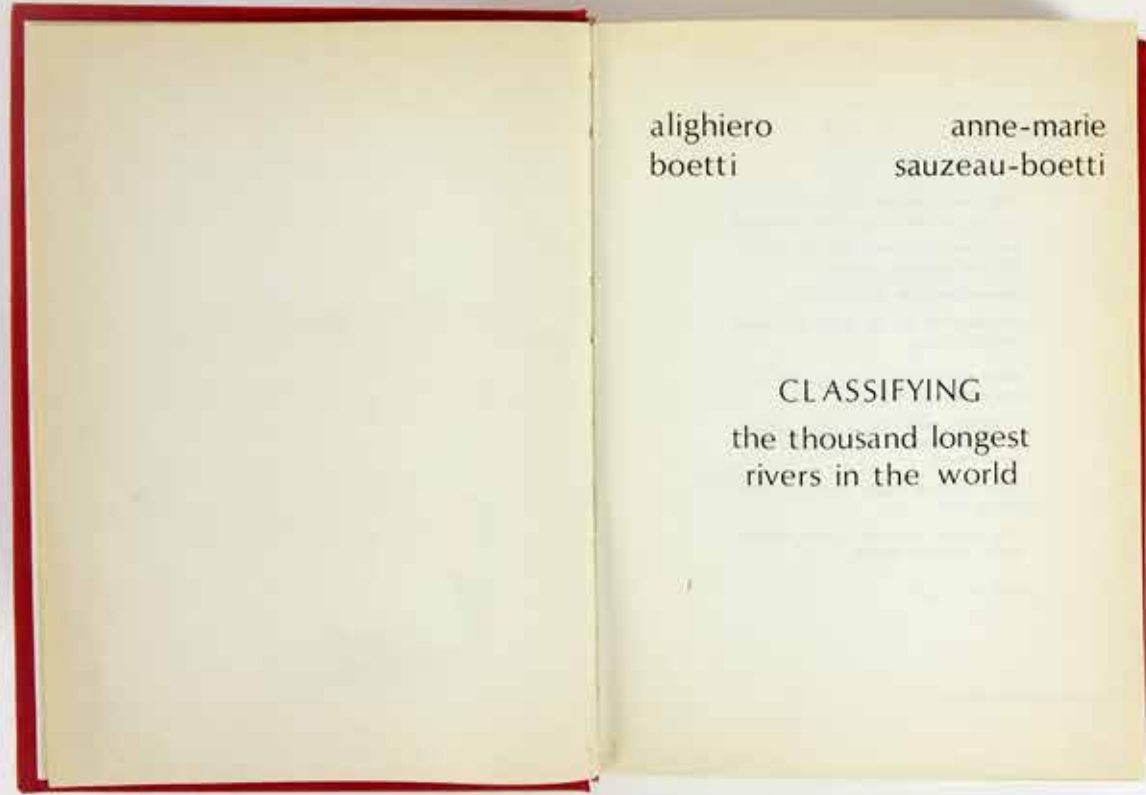 alighiero
boetti
anne-marie
sauzeau-boetti
CLASSIFYING
the thousand longest
rivers in the world